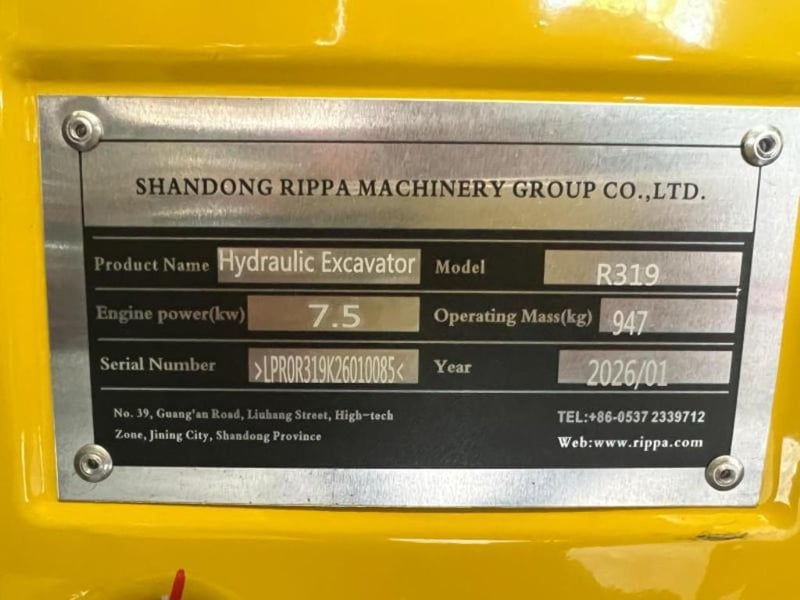 SHANDONG RIPPA MACHINERY GROUP CO.,LTD.
Product Name Hydraulic Excavator Model R319
Engine power(kw) 7.5 Operating Mass(kg) 947
Serial Number >LPR0R319K26010085< Year 2026/01
No. 39, Guang'an Road, Liuhang Street, High-tech
Zone, Jining City, Shandong Province
TEL:+86-0537 2339712
Web:www.rippa.com